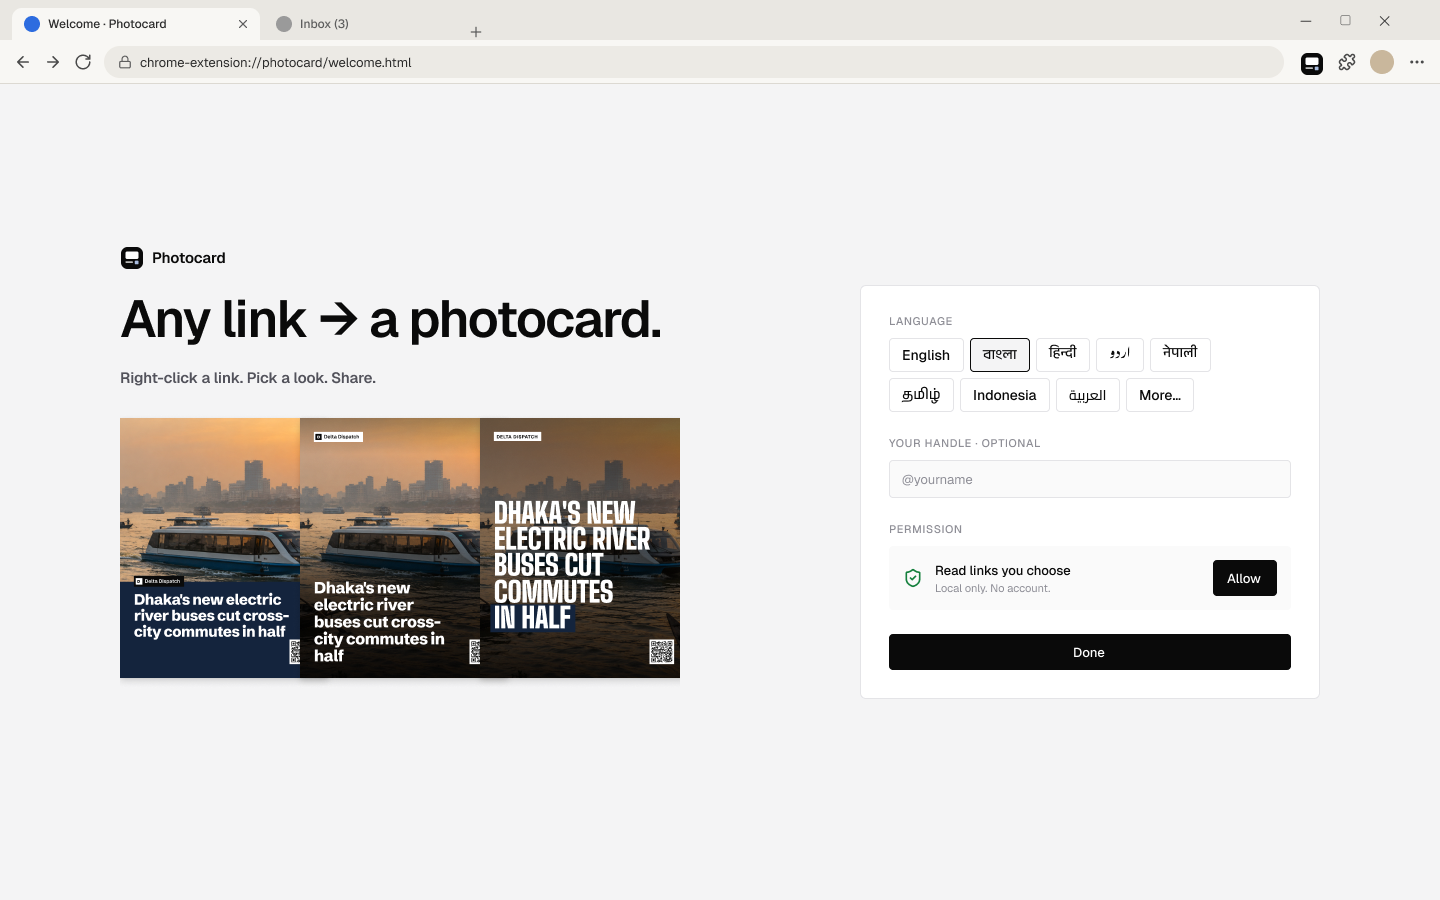 Welcome · Photocard
Inbox (3)
chrome-extension://photocard/welcome.html
Photocard
Any link → a photocard.
Right-click a link. Pick a look. Share.
Delta Dispatch
Dhaka's new electric
river buses cut cross-
city commutes in half
Delta Dispatch
Dhaka's new
electric river
buses cut cross-
city commutes in
half
DELTA DISPATCH
DHAKA'S NEW
ELECTRIC RIVER
BUSES CUT
COMMUTES
IN HALF
LANGUAGE
English
বাংলা
हिन्दी
اردو
नेपाली
தமிழ்
Indonesia
العربية
More...
YOUR HANDLE · OPTIONAL
@yourname
PERMISSION
Read links you choose
Local only. No account.
Allow
Done